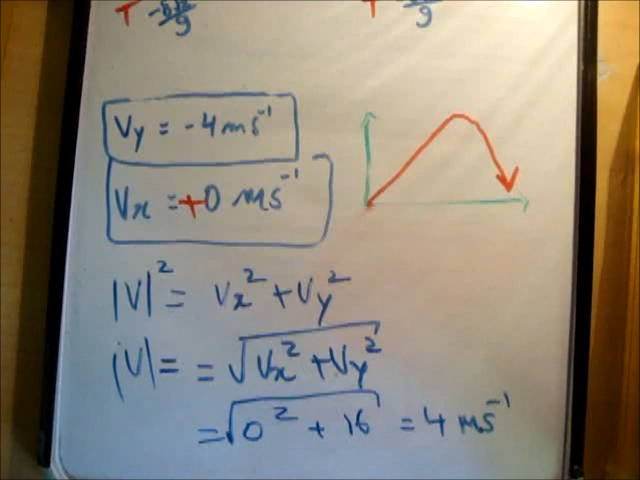 Vy = -4 ms⁻¹
Vx = +0 ms⁻¹
|V|² = Vx² + Vy²
|V| = = √Vx² + Vy²
= √0² + 16 = 4 ms⁻¹